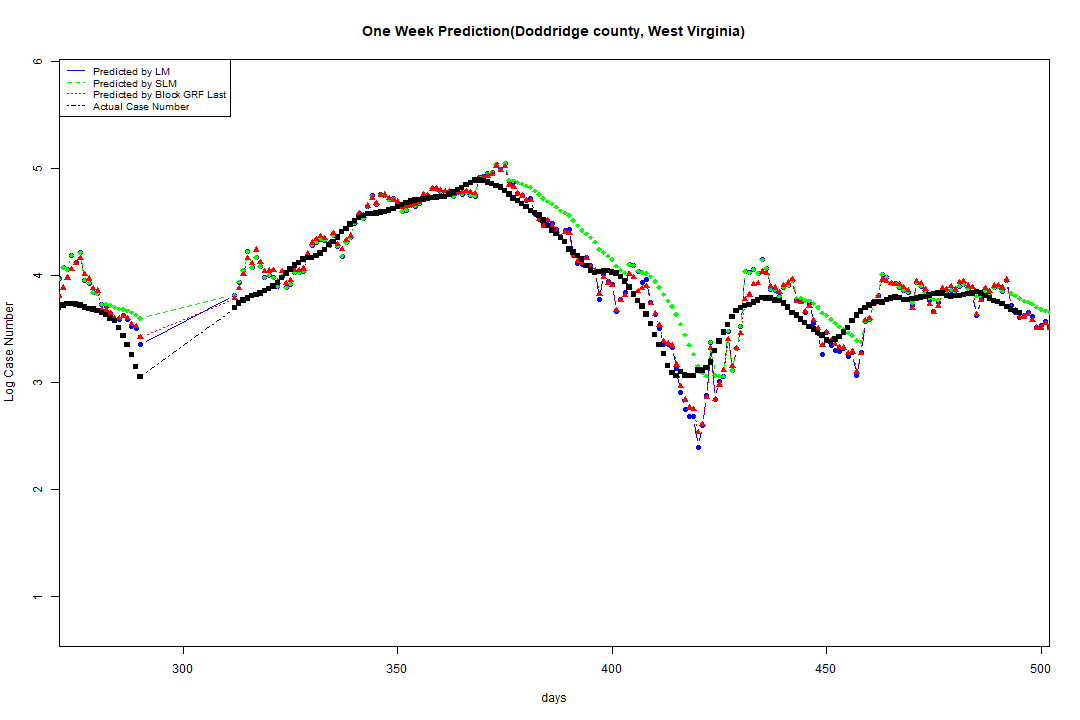 One Week Prediction(Doddridge county, West Virginia)
Predicted by LM
Predicted by SLM
Predicted by Block GRF Last
Actual Case Number
6
5
4
3
2
1
Log Case Number
300
350
400
450
500
days